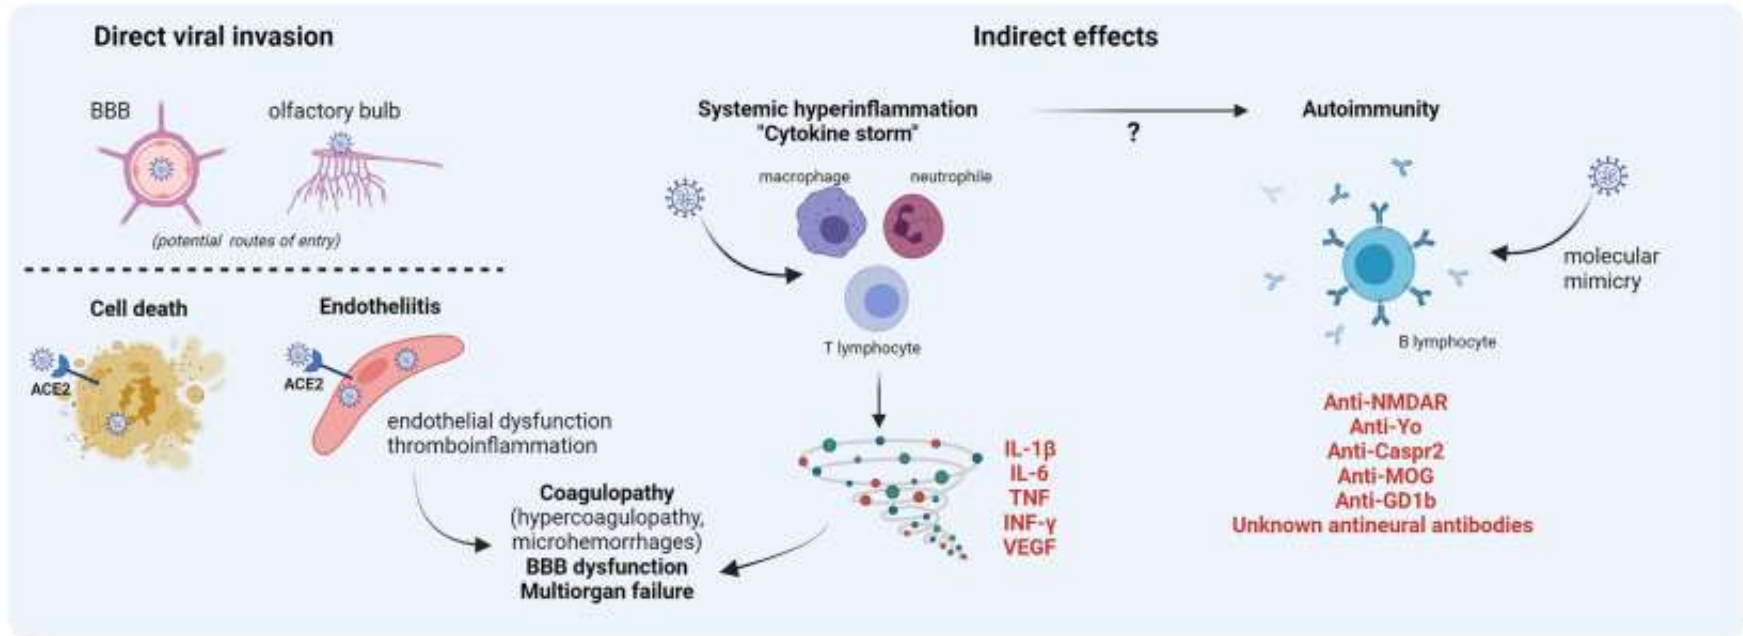 Direct viral invasion
BBB
olfactory bulb
(potential routes of entry)
Cell death
ACE2
Endotheliitis
ACE2
endothelial dysfunction
thromboinflammation
Coagulopathy
(hypercoagulopathy,
microhemorrhages)
BBB dysfunction
Multiorgan failure
Indirect effects
Systemic hyperinflammation
"Cytokine storm"
?
macrophage
neutrophile
T lymphocyte
IL-1β
IL-6
TNF
INF-γ
VEGF
Autoimmunity
molecular
mimicry
B lymphocyte
Anti-NMDAR
Anti-Yo
Anti-Caspr2
Anti-MOG
Anti-GD1b
Unknown antineural antibodies